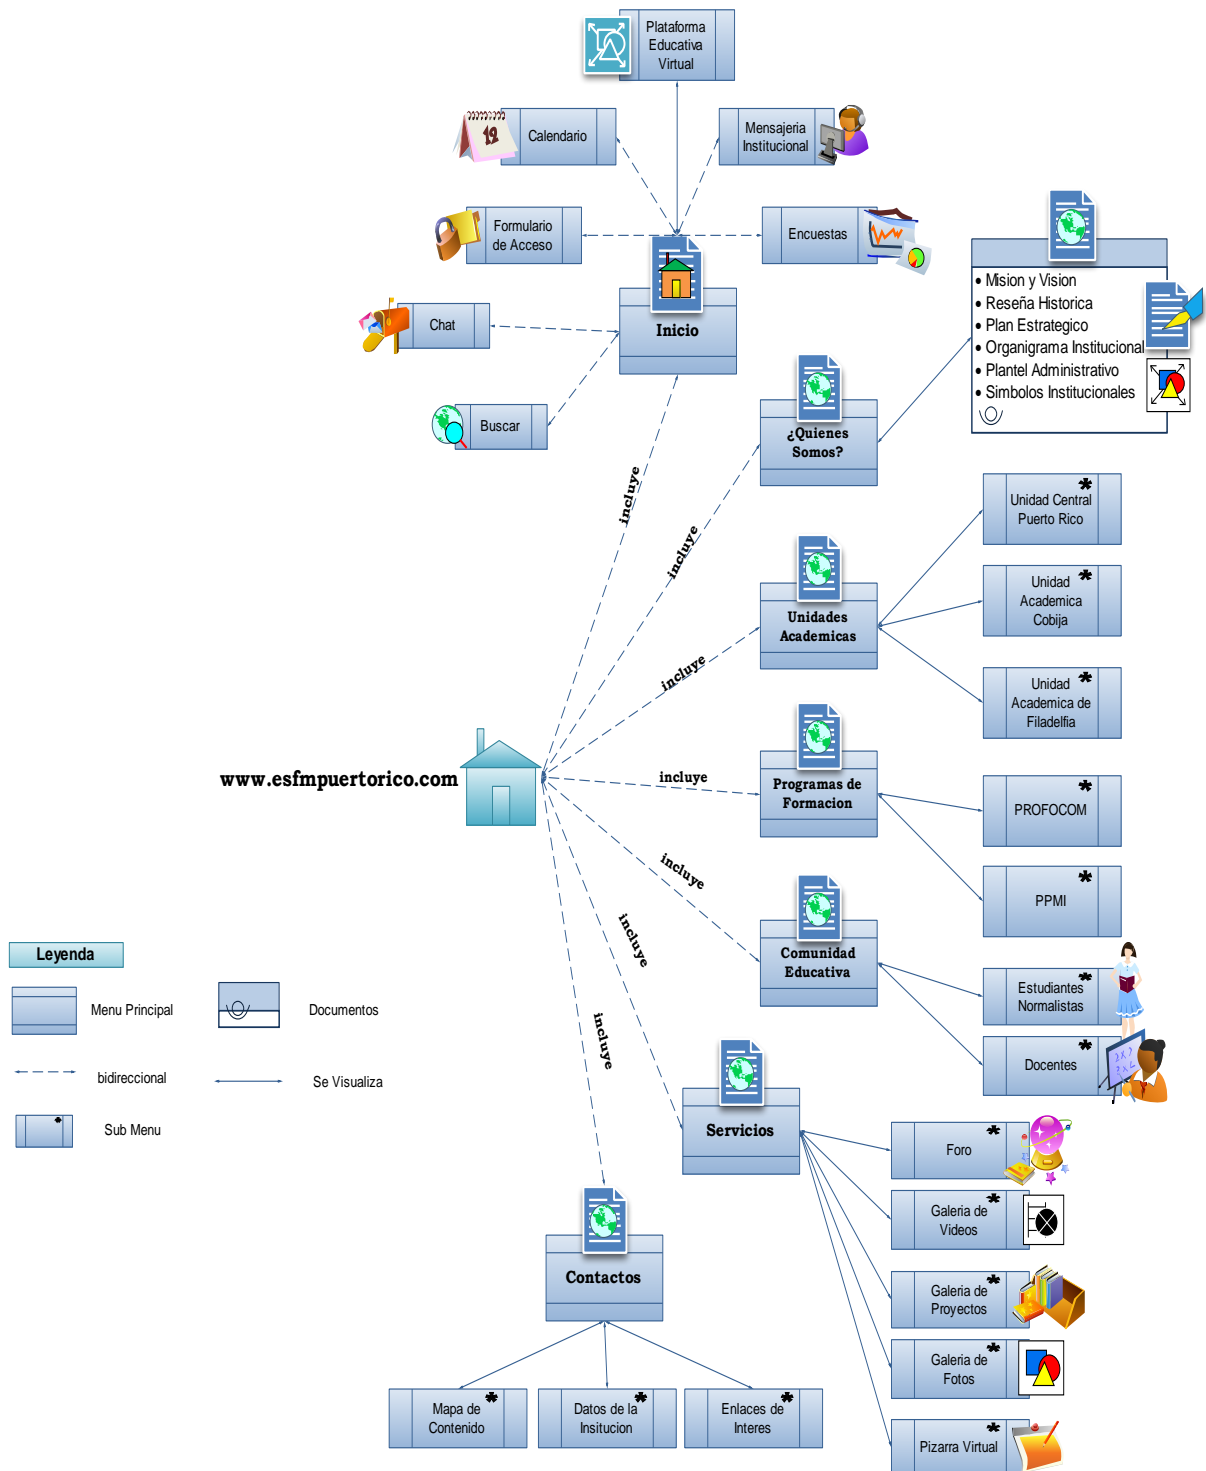 Plataforma
Educativa
Virtual
12
Calendario
Mensajeria
Institucional
Formulario
de Acceso
Encuestas
Chat
Inicio
Buscar
• Mision y Vision
• Reseña Historica
• Plan Estrategico
• Organigrama Institucional
• Plantel Administrativo
• Simbolos Institucionales
¿Quienes
Somos?
incluye
incluye
Unidad Central
Puerto Rico
Unidades
Academicas
Unidad
Academica
Cobija
incluye
Unidad
Academica de
Filadelfia
www.esfmpuertorico.com
incluye
Programas de
Formacion
PROFOCOM
PPMI
incluye
Comunidad
Educativa
incluye
Estudiantes
Normalistas
Docentes
incluye
Servicios
Foro
Galeria de
Videos
Galeria de
Proyectos
Galeria de
Fotos
Pizarra Virtual
Contactos
Mapa de
Contenido
Datos de la
Insitucion
Enlaces de
Interes
Leyenda
Menu Principal
Documentos
bidireccional
Se Visualiza
Sub Menu